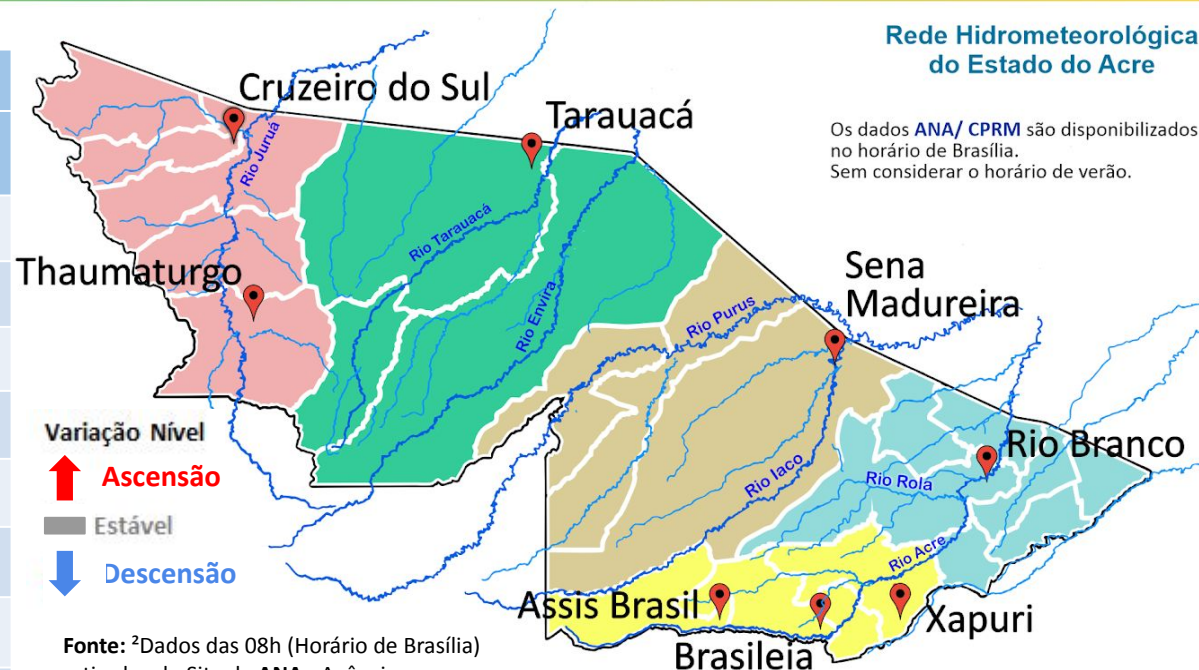 Rede Hidrometeorológica
do Estado do Acre
Os dados ANA/ CPRM são disponibilizados
no horário de Brasília.
Sem considerar o horário de verão.
Cruzeiro do Sul
Tarauacá
Rio Juruá
Rio Tarauacá
Thaumaturgo
Rio Envira
Sena
Madureira
Rio Purus
Variação Nível
Ascensão
Estável
Descensão
Rio Branco
Rio Iaco
Rio Rola
Rio Acre
Assis Brasil
Xapuri
Brasileia
Fonte: ²Dados das 08h (Horário de Brasília)